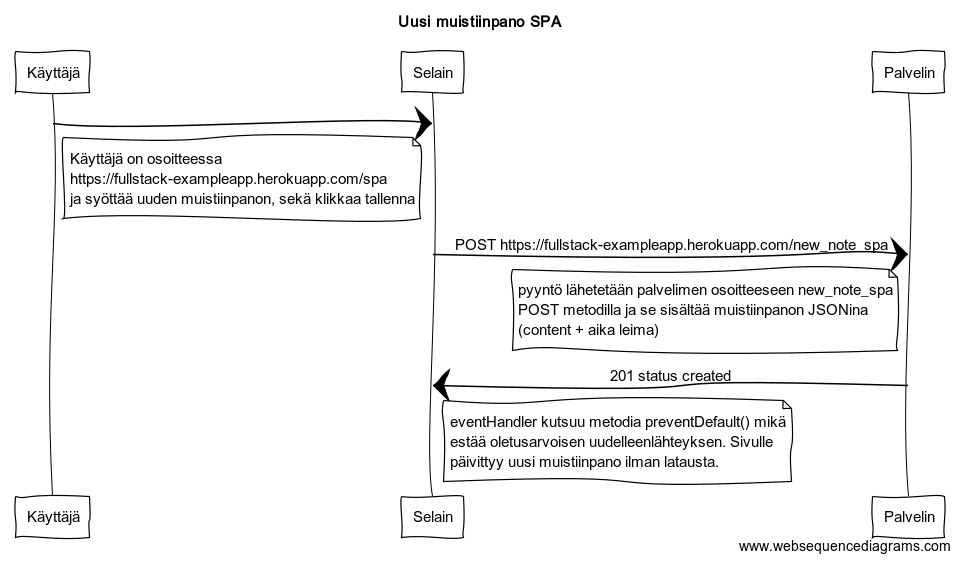 Uusi muistiinpano SPA
Käyttäjä
Selain
Palvelin
Käyttäjä on osoitteessa
https://fullstack-exampleapp.herokuapp.com/spa
ja syöttää uuden muistiinpanon, sekä klikkaa tallenna
POST https://fullstack-exampleapp.herokuapp.com/new_note_spa
pyyntö lähetetään palvelimen osoitteeseen new_note_spa
POST metodilla ja se sisältää muistiinpanon JSONina
(content + aika leima)
201 status created
eventHandler kutsuu metodia preventDefault() mikä
estää oletusarvoisen uudelleenlähteyksen. Sivulle
päivittyy uusi muistiinpano ilman latausta.
Käyttäjä
Selain
Palvelin
www.websequencediagrams.com